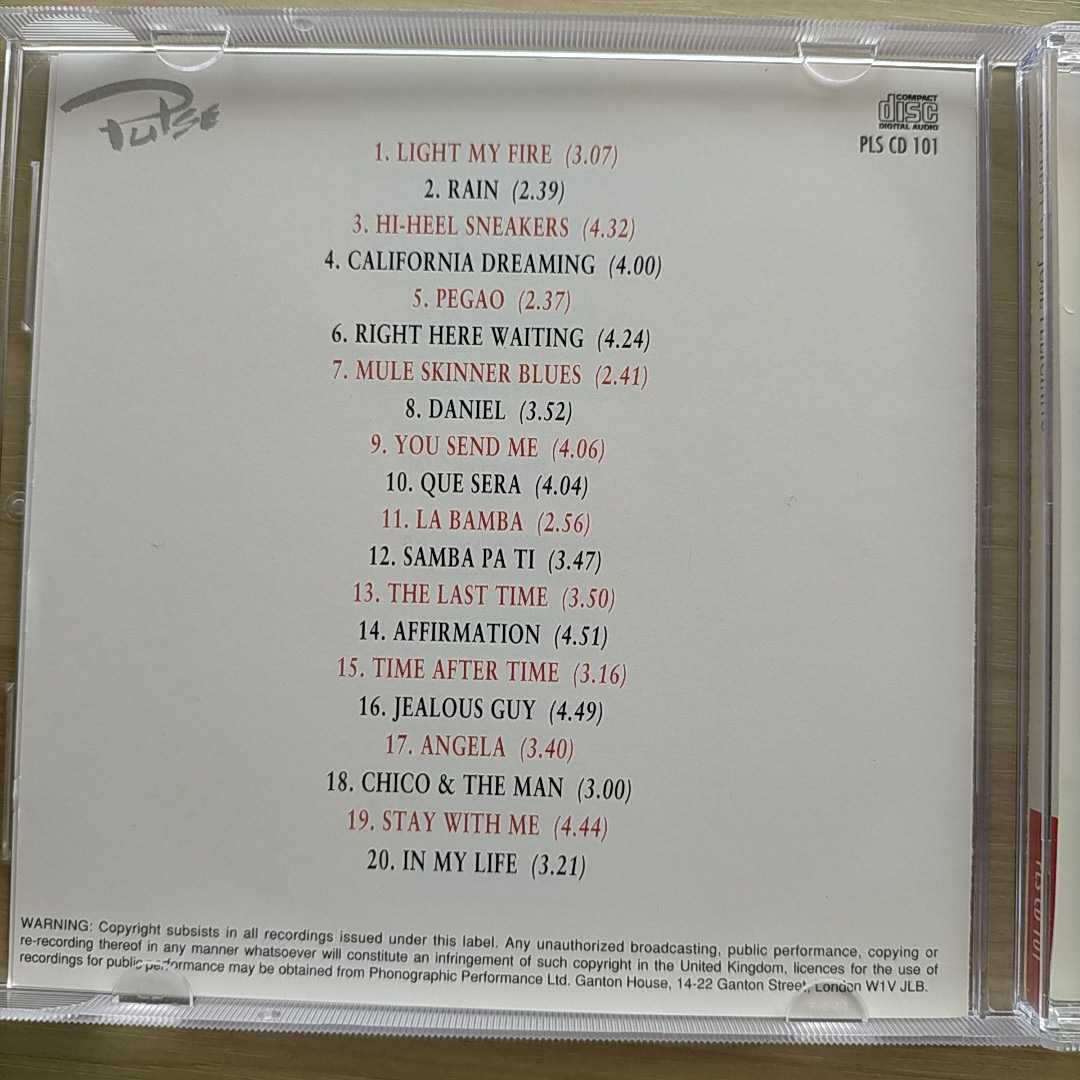 Pulse
COMPACT
disc
DIGITAL AUDIO
PLS CD 101
1. LIGHT MY FIRE (3.07)
2. RAIN (2.39)
3. HI-HEEL SNEAKERS (4.32)
4. CALIFORNIA DREAMING (4.00)
5. PEGAO (2.37)
6. RIGHT HERE WAITING (4.24)
7. MULE SKINNER BLUES (2.41)
8. DANIEL (3.52)
9. YOU SEND ME (4.06)
10. QUE SERA (4.04)
11. LA BAMBA (2.56)
12. SAMBA PA TI (3.47)
13. THE LAST TIME (3.50)
14. AFFIRMATION (4.51)
15. TIME AFTER TIME (3.16)
16. JEALOUS GUY (4.49)
17. ANGELA (3.40)
18. CHICO & THE MAN (3.00)
19. STAY WITH ME (4.44)
20. IN MY LIFE (3.21)
WARNING: Copyright subsists in all recordings issued under this label. Any unauthorized broadcasting, public performance, copying or
re-recording thereof in any manner whatsoever will constitute an infringement of such copyright in the United Kingdom, licences for the use of
recordings for public performance may be obtained from Phonographic Performance Ltd. Ganton House, 14-22 Ganton Street, London W1V JLB.
PLS CD 101